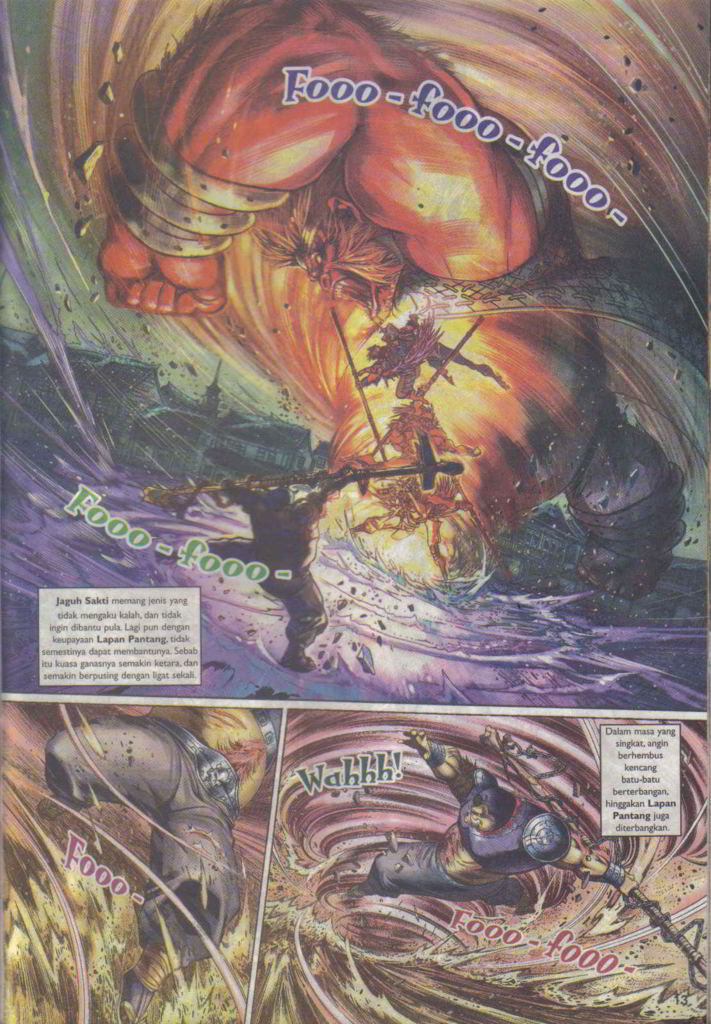 Fooo - fooo - fooo -
Fooo - fooo -
Jaguh Sakti memang jenis yang
tidak mengaku kalah, dan tidak
ingin dibantu pula. Lagi pun dengan
keupayaan Lapan Pantang, tidak
semestinya dapat membantunya. Sebab
itu kuasa ganasnya semakin ketara, dan
semakin berpusing dengan ligat sekali.
Fooo -
Wahhh!
Dalam masa yang
singkat, angin
berhembus
kencang
batu-batu
berterbangan,
hinggakan Lapan
Pantang juga
diterbangkan.
Fooo - fooo -
13